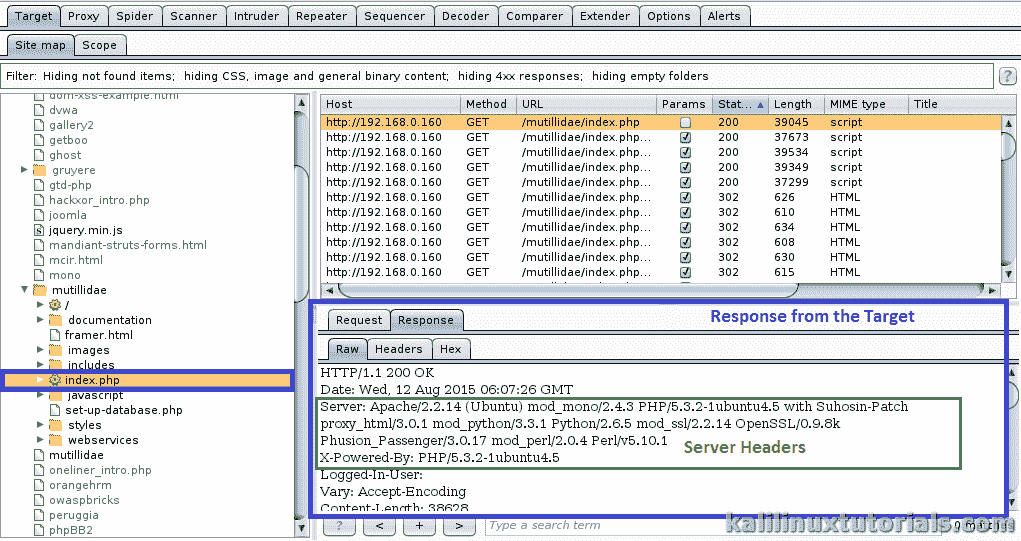 Target Proxy Spider Scanner Intruder Repeater Sequencer Decoder Comparer Extender Options Alerts
Site map Scope
Filter: Hiding not found items; hiding CSS, image and general binary content; hiding 4xx responses; hiding empty folders ?
dom-xss-example.html
dvwa
gallery2
getboo
ghost
gruyere
gtd-php
hackxor_intro.php
joomla
jquery.min.js
mandiant-struts-forms.html
mcir.html
mono
mutillidae
/
documentation
framer.html
images
includes
index.php
javascript
set-up-database.php
styles
webservices
mutillidae
oneliner_intro.php
orangehrm
owaspbricks
peruggia
phpBB2
Host Method URL Params Stat... Length MIME type Title
http://192.168.0.160 GET /mutillidae/index.php 200 39045 script
http://192.168.0.160 GET /mutillidae/index.php... 200 37673 script
http://192.168.0.160 GET /mutillidae/index.php... 200 39534 script
http://192.168.0.160 GET /mutillidae/index.php... 200 39349 script
http://192.168.0.160 GET /mutillidae/index.php... 200 37299 script
http://192.168.0.160 GET /mutillidae/index.php... 302 626 HTML
http://192.168.0.160 GET /mutillidae/index.php... 302 610 HTML
http://192.168.0.160 GET /mutillidae/index.php... 302 634 HTML
http://192.168.0.160 GET /mutillidae/index.php... 302 608 HTML
http://192.168.0.160 GET /mutillidae/index.php... 302 630 HTML
http://192.168.0.160 GET /mutillidae/index.php... 302 615 HTML
Request Response
Response from the Target
Raw Headers Hex
HTTP/1.1 200 OK
Date: Wed, 12 Aug 2015 06:07:26 GMT
Server: Apache/2.2.14 (Ubuntu) mod_mono/2.4.3 PHP/5.3.2-1ubuntu4.5 with Suhosin-Patch
proxy_html/3.0.1 mod_python/3.3.1 Python/2.6.5 mod_ssl/2.2.14 OpenSSL/0.9.8k
Phusion_Passenger/3.0.17 mod_perl/2.0.4 Perl/v5.10.1
Server Headers
X-Powered-By: PHP/5.3.2-1ubuntu4.5
Logged-In-User:
Vary: Accept-Encoding
Content-Length: 38628
? < + > Type a search term 0 matches
kalilinuxtutorials.com